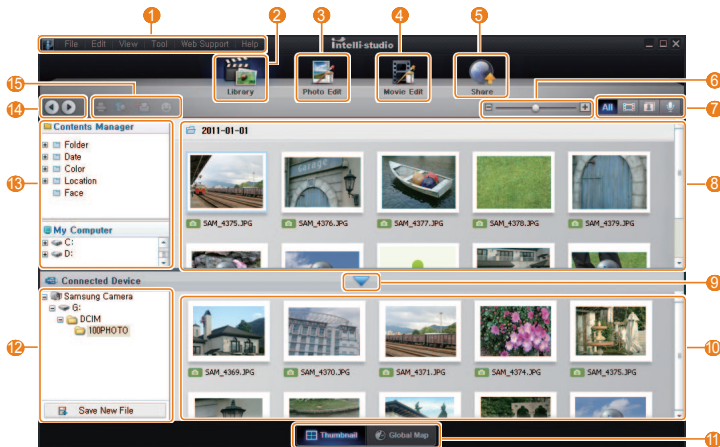 1
2
3
4
5
File Edit View Tool Web Support Help
intelli-studio
Library
Photo Edit
Movie Edit
Share
6
15
14
All
7
Contents Manager
Folder
Date
Color
Location
Face
13
2011-01-01
SAM_4375.JPG
SAM_4376.JPG
SAM_4377.JPG
SAM_4378.JPG
SAM_4379.JPG
8
My Computer
C:
D:
Connected Device
9
Samsung Camera
G:
DCIM
100PHOTO
12
SAM_4369.JPG
SAM_4370.JPG
SAM_4371.JPG
SAM_4374.JPG
SAM_4375.JPG
10
Save New File
Thumbnail
Global Map
11